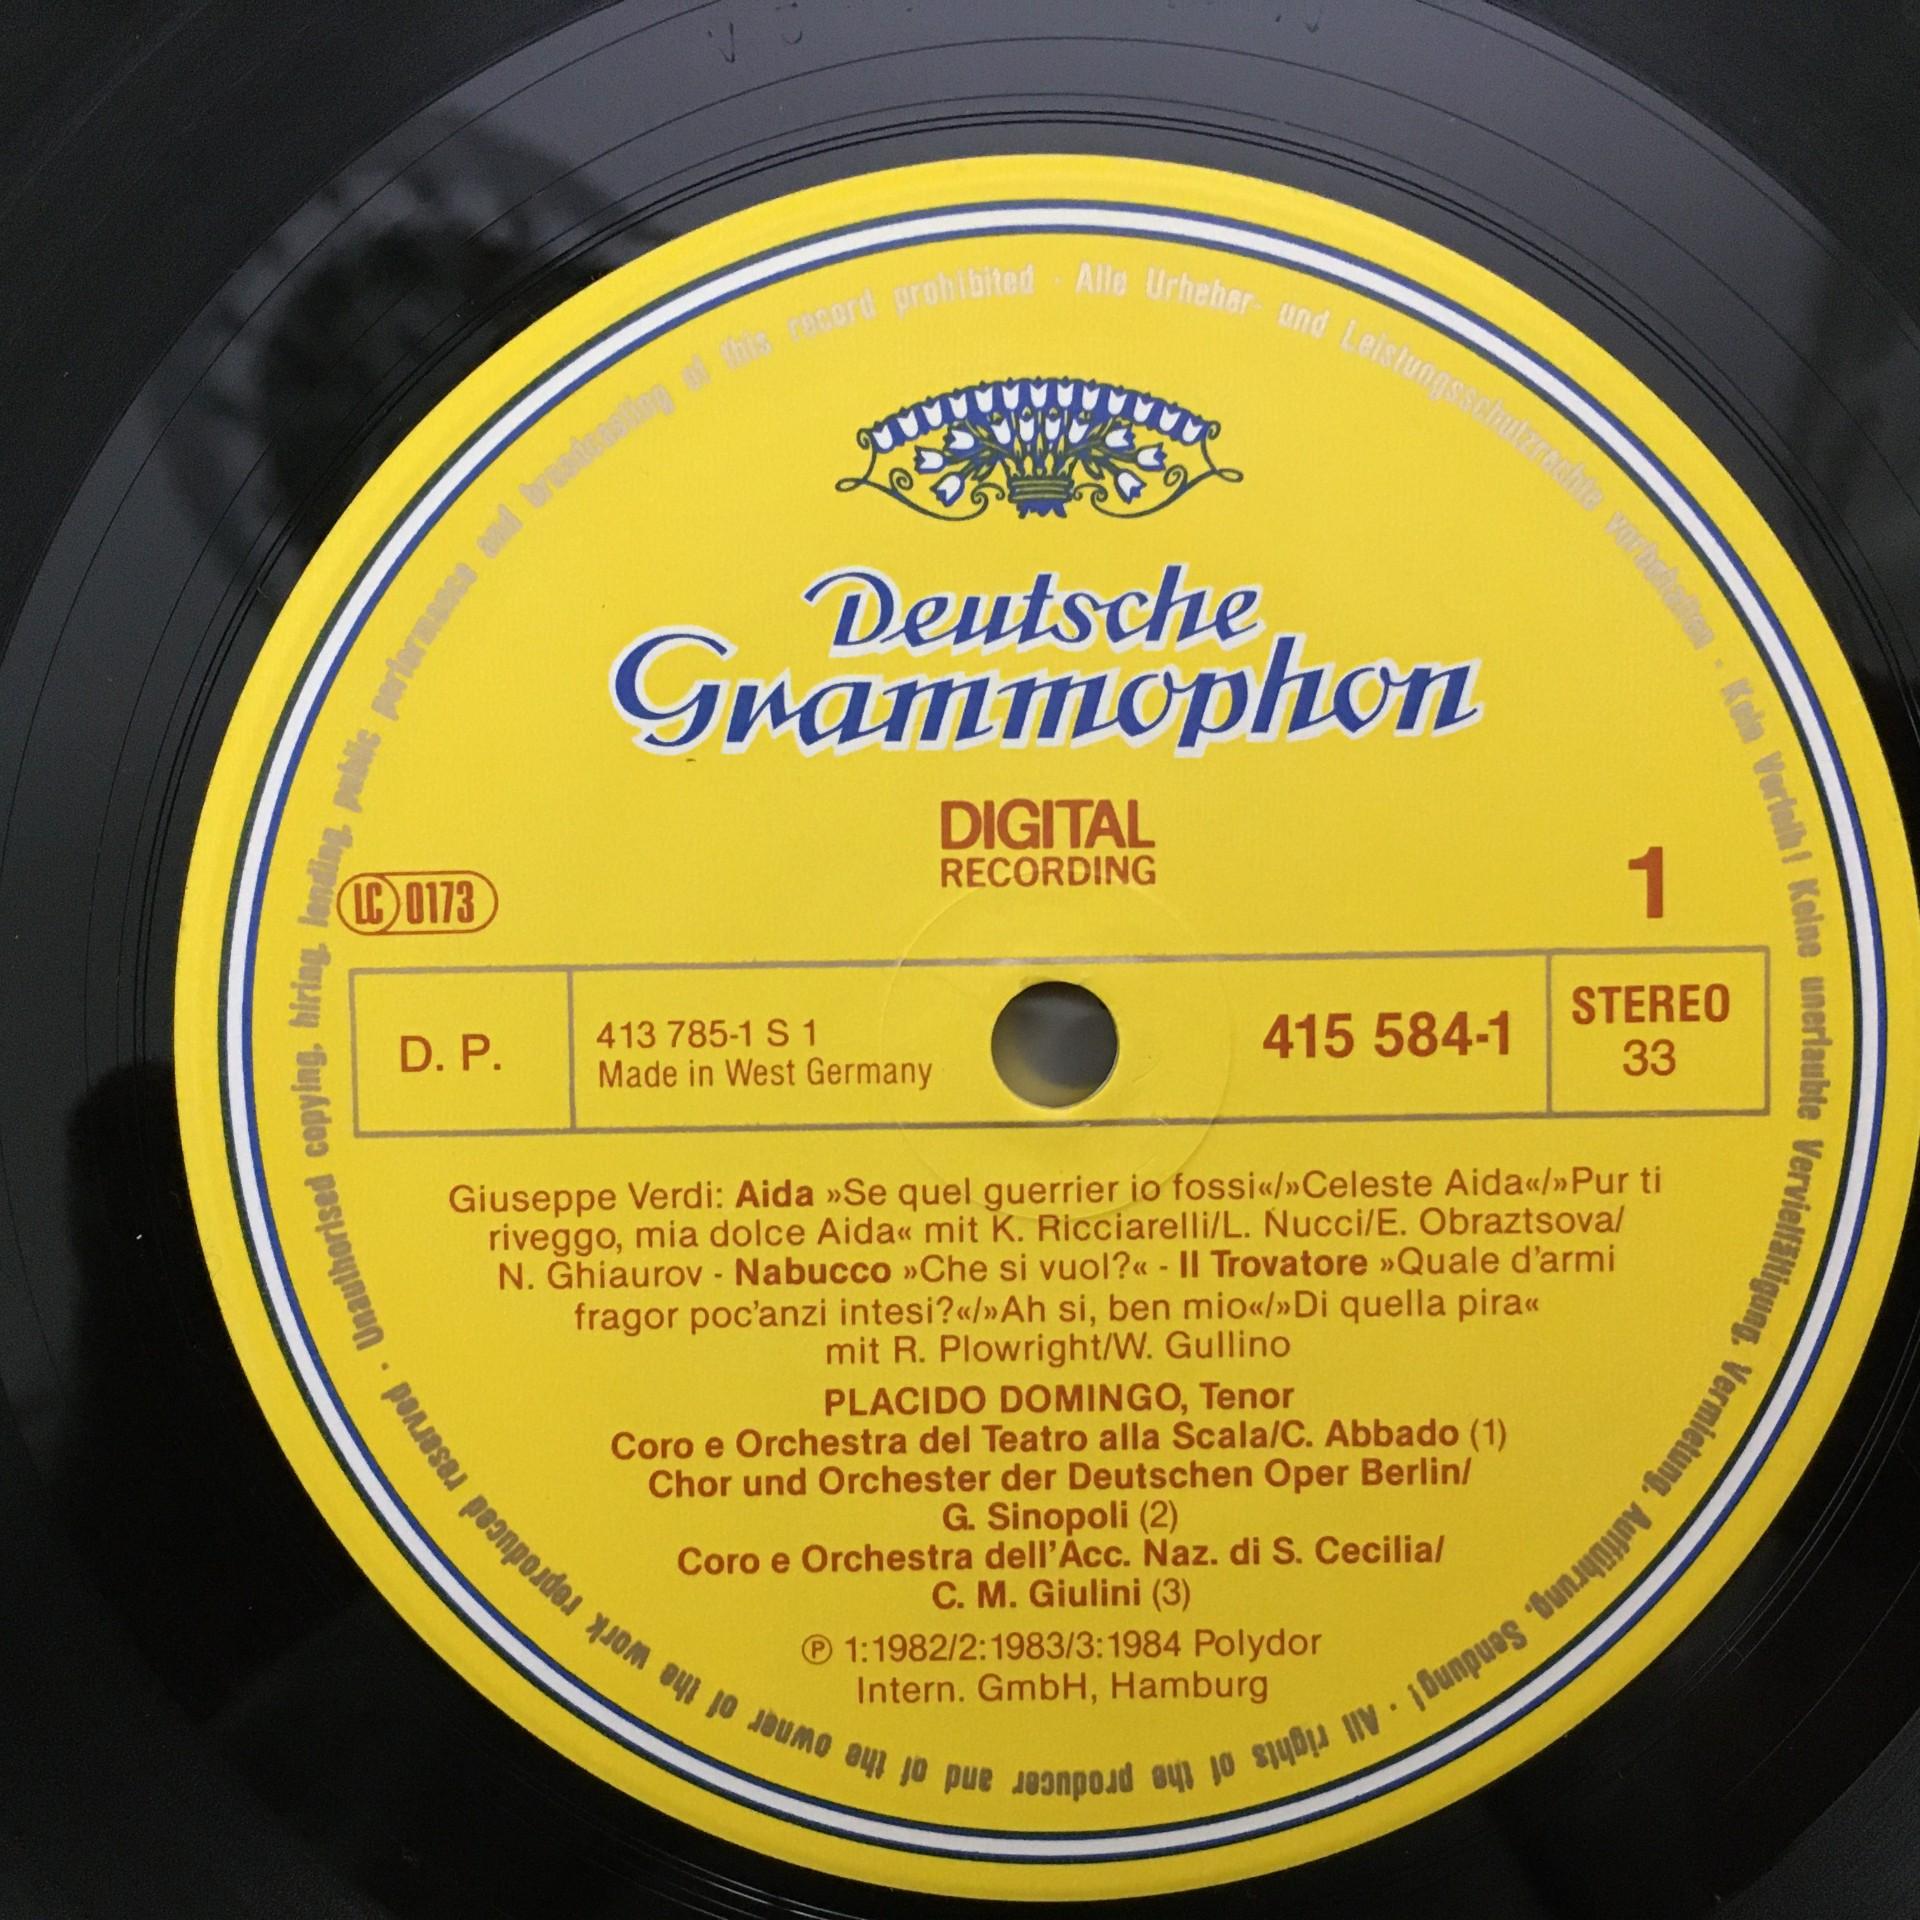 Deutsche
Grammophon
DIGITAL
RECORDING
LC 0173
1
D. P.
413 785-1 S 1
Made in West Germany
415 584-1
STEREO
33
Giuseppe Verdi: Aida »Se quel guerrier io fossi«/»Celeste Aida«/»Pur ti
riveggo, mia dolce Aida« mit K. Ricciarelli/L. Nucci/E. Obraztsova/
N. Ghiaurov - Nabucco »Che si vuol?« - Il Trovatore »Quale d'armi
fragor poc'anzi intesi?«/»Ah si, ben mio«/»Di quella pira«
mit R. Plowright/W. Gullino
PLACIDO DOMINGO, Tenor
Coro e Orchestra del Teatro alla Scala/C. Abbado (1)
Chor und Orchester der Deutschen Oper Berlin/
G. Sinopoli (2)
Coro e Orchestra dell'Acc. Naz. di S. Cecilia/
C. M. Giulini (3)
℗ 1:1982/2:1983/3:1984 Polydor
Intern. GmbH, Hamburg
Alle Urheber- und Leistungsschutzrechte vorbehalten · Kein Verleih! Keine unerlaubte Vervielfältigung, Vermietung, Aufführung, Sendung! · All rights of the producer and of the owner of the work reproduced reserved · Unauthorised copying, hiring, lending, public performance and broadcasting of this record prohibited ·